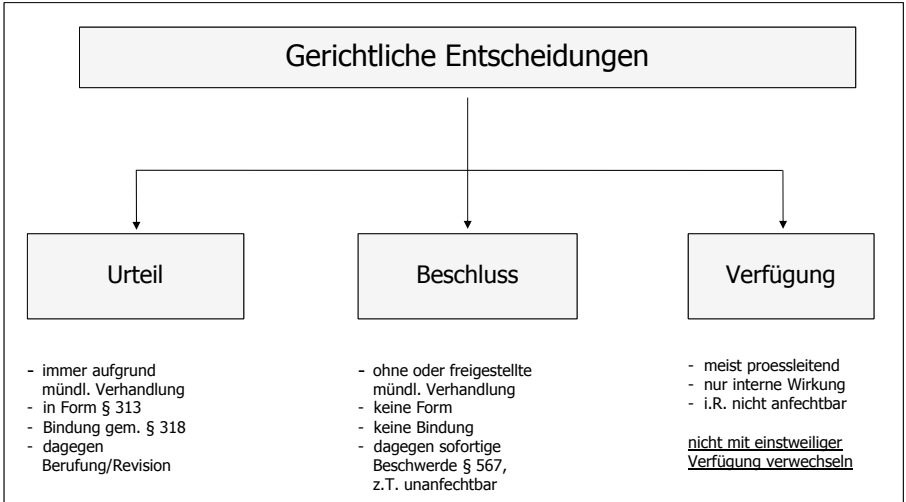 Gerichtliche Entscheidungen
Urteil
- immer aufgrund
mündl. Verhandlung
- in Form § 313
- Bindung gem. § 318
- dagegen
Berufung/Revision
Beschluss
- ohne oder freigestellte
mündl. Verhandlung
- keine Form
- keine Bindung
- dagegen sofortige
Beschwerde § 567,
z.T. unanfechtbar
Verfügung
- meist proessleitend
- nur interne Wirkung
- i.R. nicht anfechtbar
nicht mit einstweiliger
Verfügung verwechseln